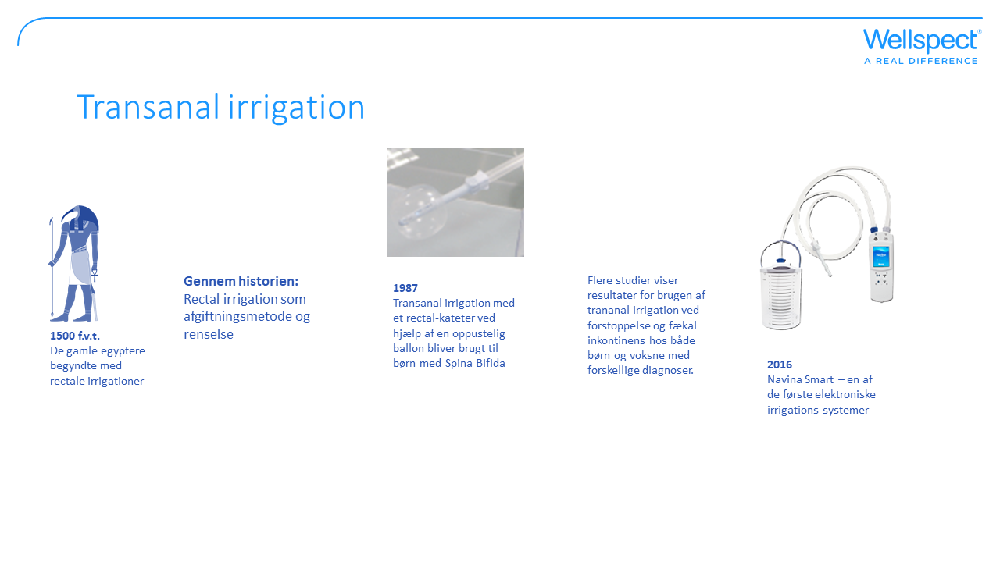 Wellspect®
A REAL DIFFERENCE
Transanal irrigation
1500 f.v.t.
De gamle egyptere
begyndte med
rectale irrigationer
Gennem historien:
Rectal irrigation som
afgiftningsmetode og
renselse
1987
Transanal irrigation med
et rectal-kateter ved
hjælp af en oppustelig
ballon bliver brugt til
børn med Spina Bifida
Flere studier viser
resultater for brugen af
trananal irrigation ved
forstoppelse og fækal
inkontinens hos både
børn og voksne med
forskellige diagnoser.
2016
Navina Smart – en af
de første elektroniske
irrigations-systemer